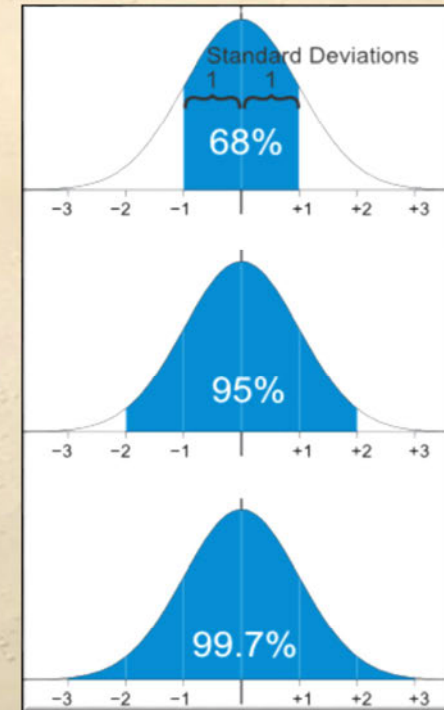 Standard Deviations
1 1
68%
−3 −2 −1 +1 +2 +3
95%
−3 −2 −1 +1 +2 +3
99.7%
−3 −2 −1 +1 +2 +3